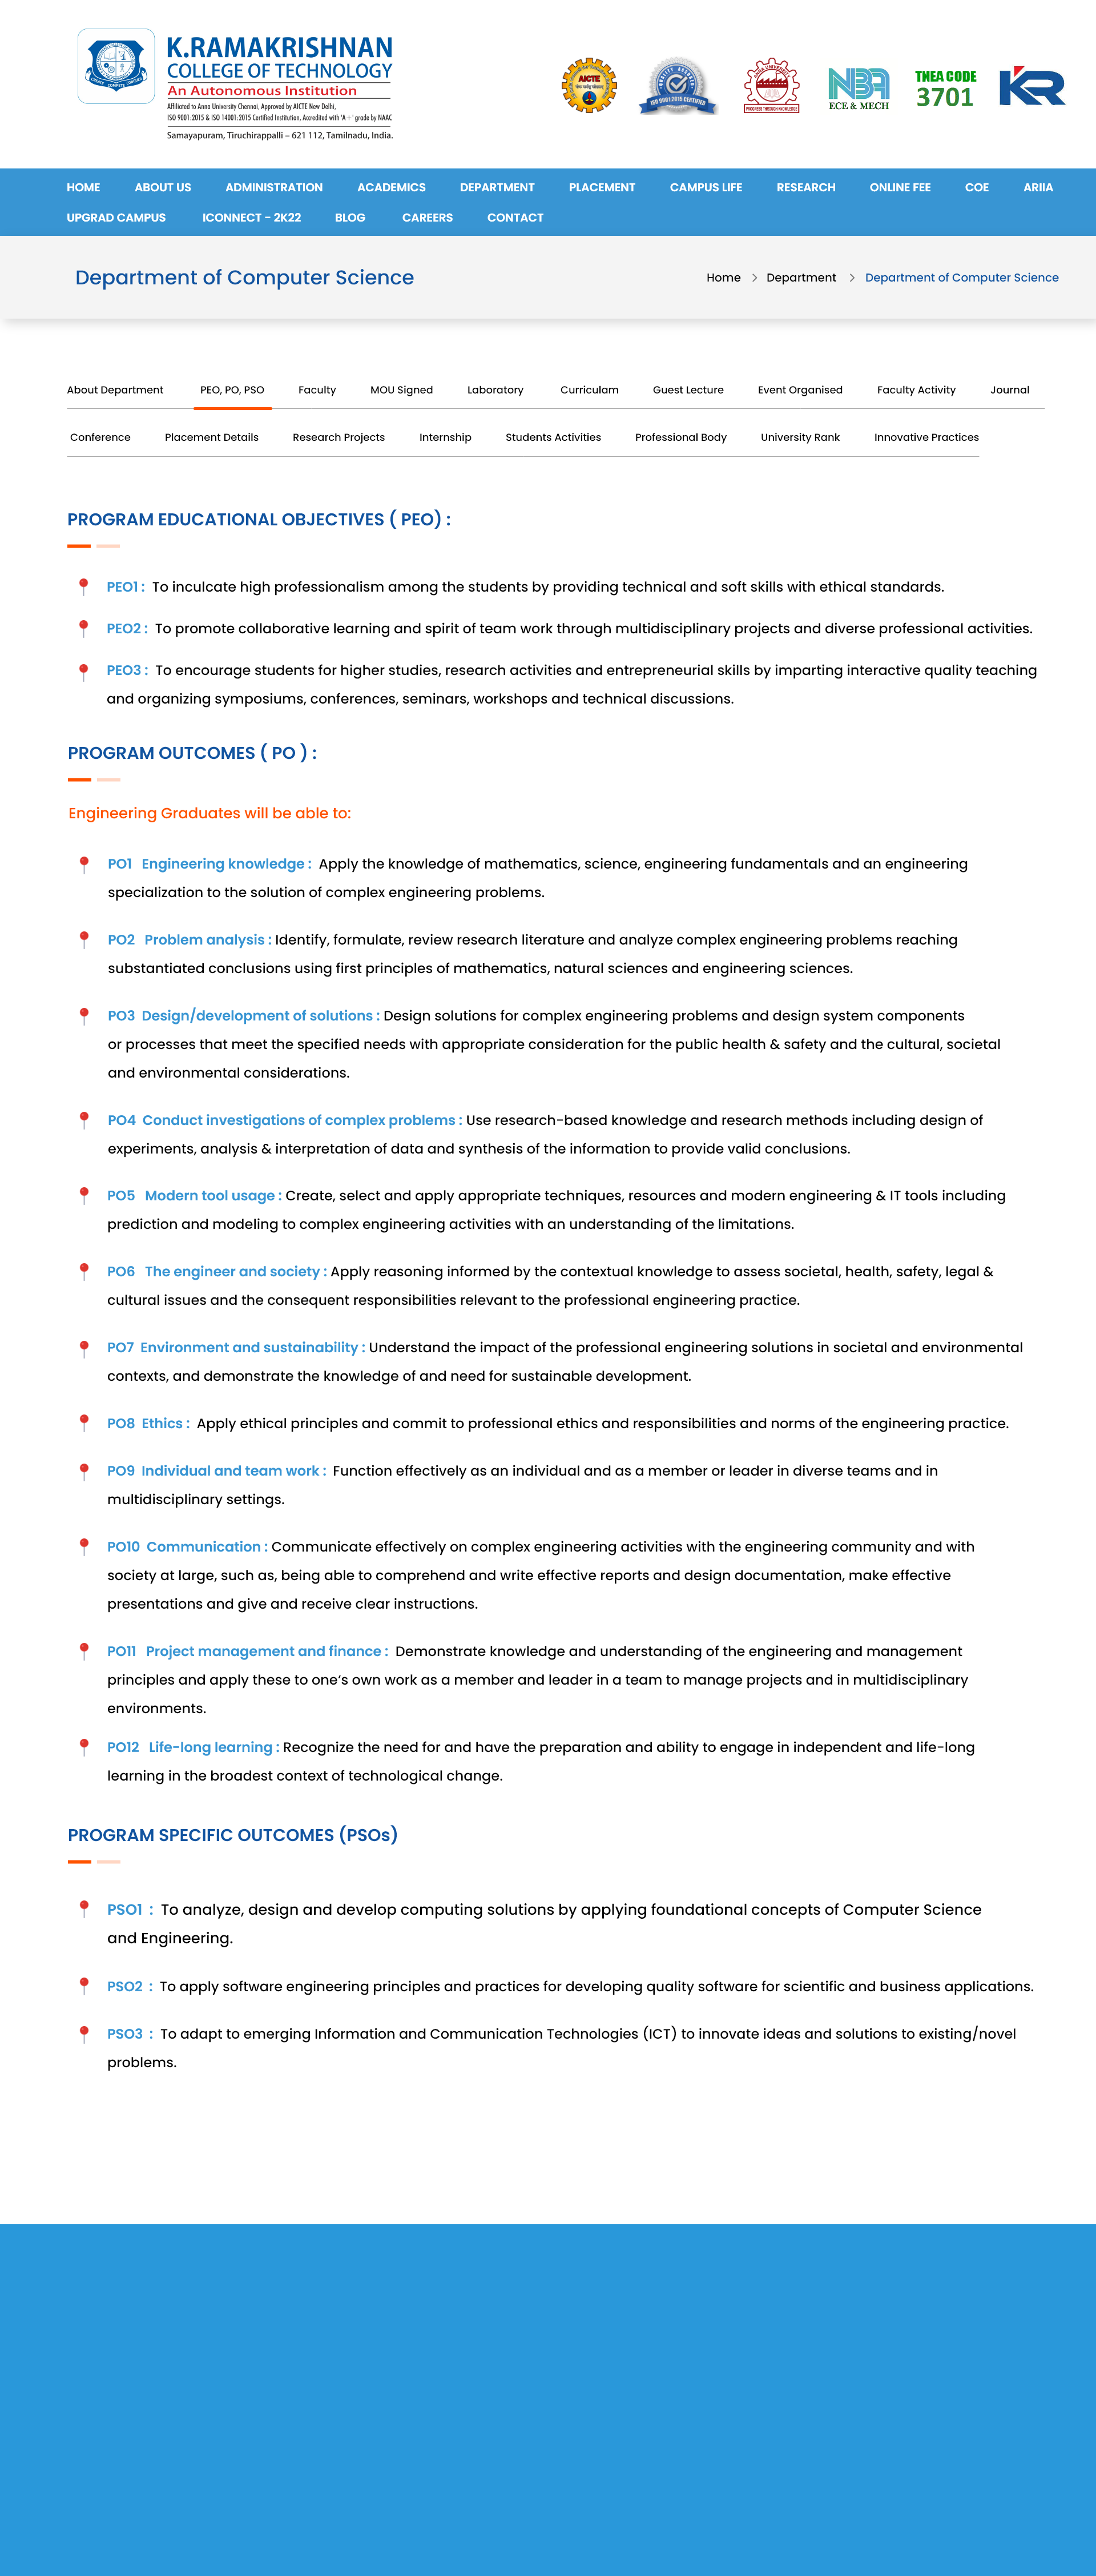 K.RAMAKRISHNAN
COLLEGE OF TECHNOLOGY
An Autonomous Institution
Affiliated to Anna University Chennai, Approved by AICTE New Delhi,
ISO 9001:2015 & ISO 14001:2015 Certified Institution, Accredited with 'A+' grade by NAAC
Samayapuram, Tiruchirappalli – 621 112, Tamilnadu, India.
AICTE
ISO 9001:2015 CERTIFIED
PROGRESS THROUGH KNOWLEDGE
NBA
ECE & MECH
TNEA CODE
3701
KR
HOME ABOUT US ADMINISTRATION ACADEMICS DEPARTMENT PLACEMENT CAMPUS LIFE RESEARCH ONLINE FEE COE ARIIA
UPGRAD CAMPUS ICONNECT - 2K22 BLOG CAREERS CONTACT
Department of Computer Science
Home > Department > Department of Computer Science
About Department PEO, PO, PSO Faculty MOU Signed Laboratory Curriculam Guest Lecture Event Organised Faculty Activity Journal
Conference Placement Details Research Projects Internship Students Activities Professional Body University Rank Innovative Practices
PROGRAM EDUCATIONAL OBJECTIVES ( PEO) :
PEO1 : To inculcate high professionalism among the students by providing technical and soft skills with ethical standards.
PEO2 : To promote collaborative learning and spirit of team work through multidisciplinary projects and diverse professional activities.
PEO3 : To encourage students for higher studies, research activities and entrepreneurial skills by imparting interactive quality teaching
and organizing symposiums, conferences, seminars, workshops and technical discussions.
PROGRAM OUTCOMES ( PO ) :
Engineering Graduates will be able to:
PO1 Engineering knowledge : Apply the knowledge of mathematics, science, engineering fundamentals and an engineering
specialization to the solution of complex engineering problems.
PO2 Problem analysis : Identify, formulate, review research literature and analyze complex engineering problems reaching
substantiated conclusions using first principles of mathematics, natural sciences and engineering sciences.
PO3 Design/development of solutions : Design solutions for complex engineering problems and design system components
or processes that meet the specified needs with appropriate consideration for the public health & safety and the cultural, societal
and environmental considerations.
PO4 Conduct investigations of complex problems : Use research-based knowledge and research methods including design of
experiments, analysis & interpretation of data and synthesis of the information to provide valid conclusions.
PO5 Modern tool usage : Create, select and apply appropriate techniques, resources and modern engineering & IT tools including
prediction and modeling to complex engineering activities with an understanding of the limitations.
PO6 The engineer and society : Apply reasoning informed by the contextual knowledge to assess societal, health, safety, legal &
cultural issues and the consequent responsibilities relevant to the professional engineering practice.
PO7 Environment and sustainability : Understand the impact of the professional engineering solutions in societal and environmental
contexts, and demonstrate the knowledge of and need for sustainable development.
PO8 Ethics : Apply ethical principles and commit to professional ethics and responsibilities and norms of the engineering practice.
PO9 Individual and team work : Function effectively as an individual and as a member or leader in diverse teams and in
multidisciplinary settings.
PO10 Communication : Communicate effectively on complex engineering activities with the engineering community and with
society at large, such as, being able to comprehend and write effective reports and design documentation, make effective
presentations and give and receive clear instructions.
PO11 Project management and finance : Demonstrate knowledge and understanding of the engineering and management
principles and apply these to one's own work as a member and leader in a team to manage projects and in multidisciplinary
environments.
PO12 Life-long learning : Recognize the need for and have the preparation and ability to engage in independent and life-long
learning in the broadest context of technological change.
PROGRAM SPECIFIC OUTCOMES (PSOs)
PSO1 : To analyze, design and develop computing solutions by applying foundational concepts of Computer Science
and Engineering.
PSO2 : To apply software engineering principles and practices for developing quality software for scientific and business applications.
PSO3 : To adapt to emerging Information and Communication Technologies (ICT) to innovate ideas and solutions to existing/novel
problems.